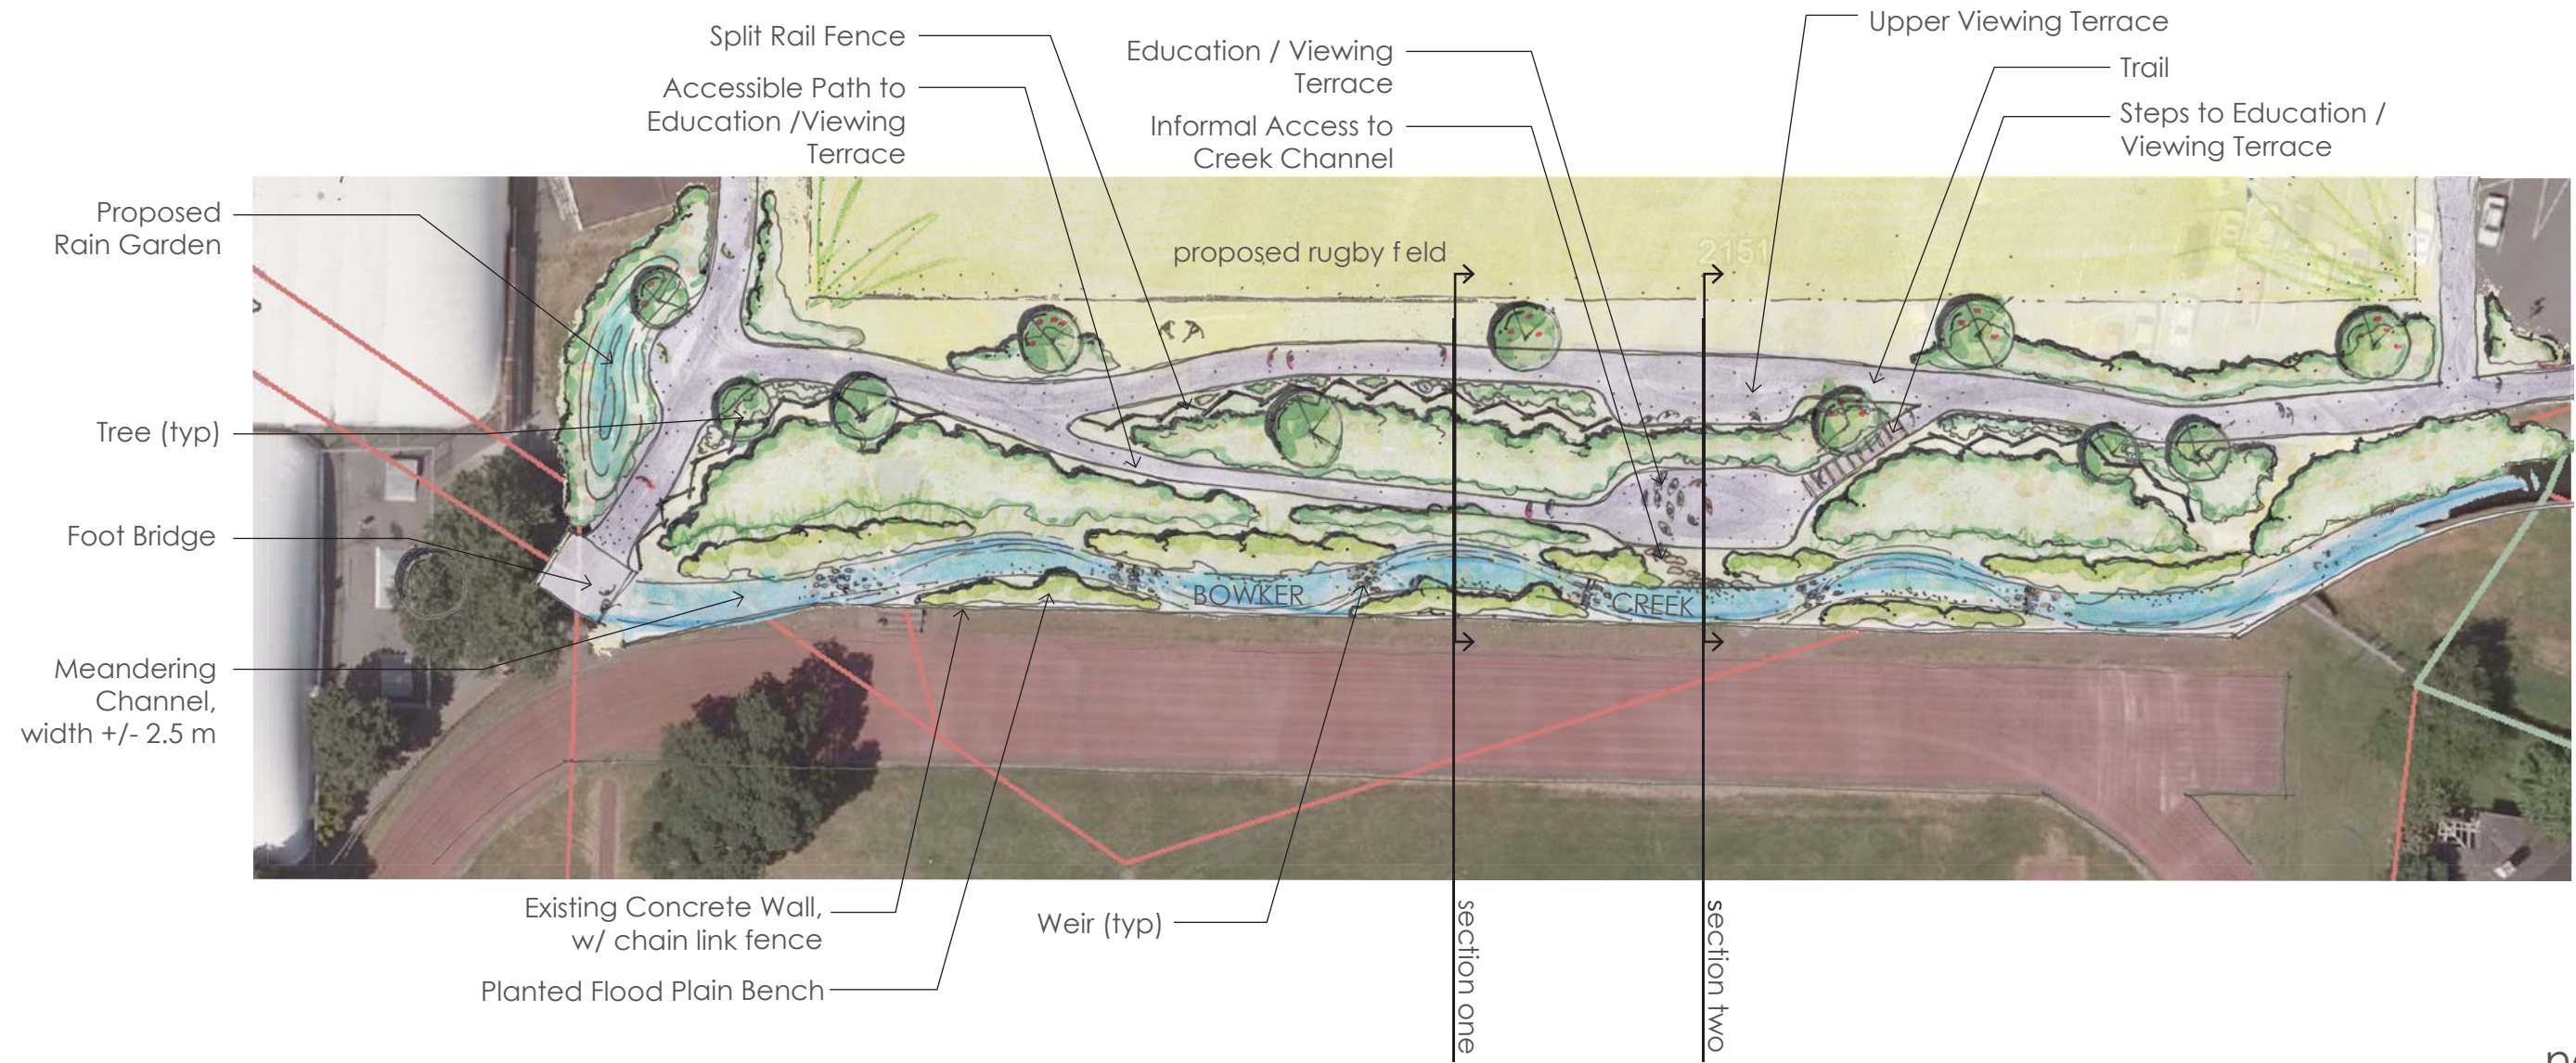 Split Rail Fence
Accessible Path to
Education /Viewing
Terrace
Education / Viewing
Terrace
Informal Access to
Creek Channel
Upper Viewing Terrace
Trail
Steps to Education /
Viewing Terrace
Proposed
Rain Garden
proposed rugby f eld
2151
Tree (typ)
Foot Bridge
BOWKER
CREEK
Meandering
Channel,
width +/- 2.5 m
Existing Concrete Wall,
w/ chain link fence
Weir (typ)
Planted Flood Plain Bench
section one
section two